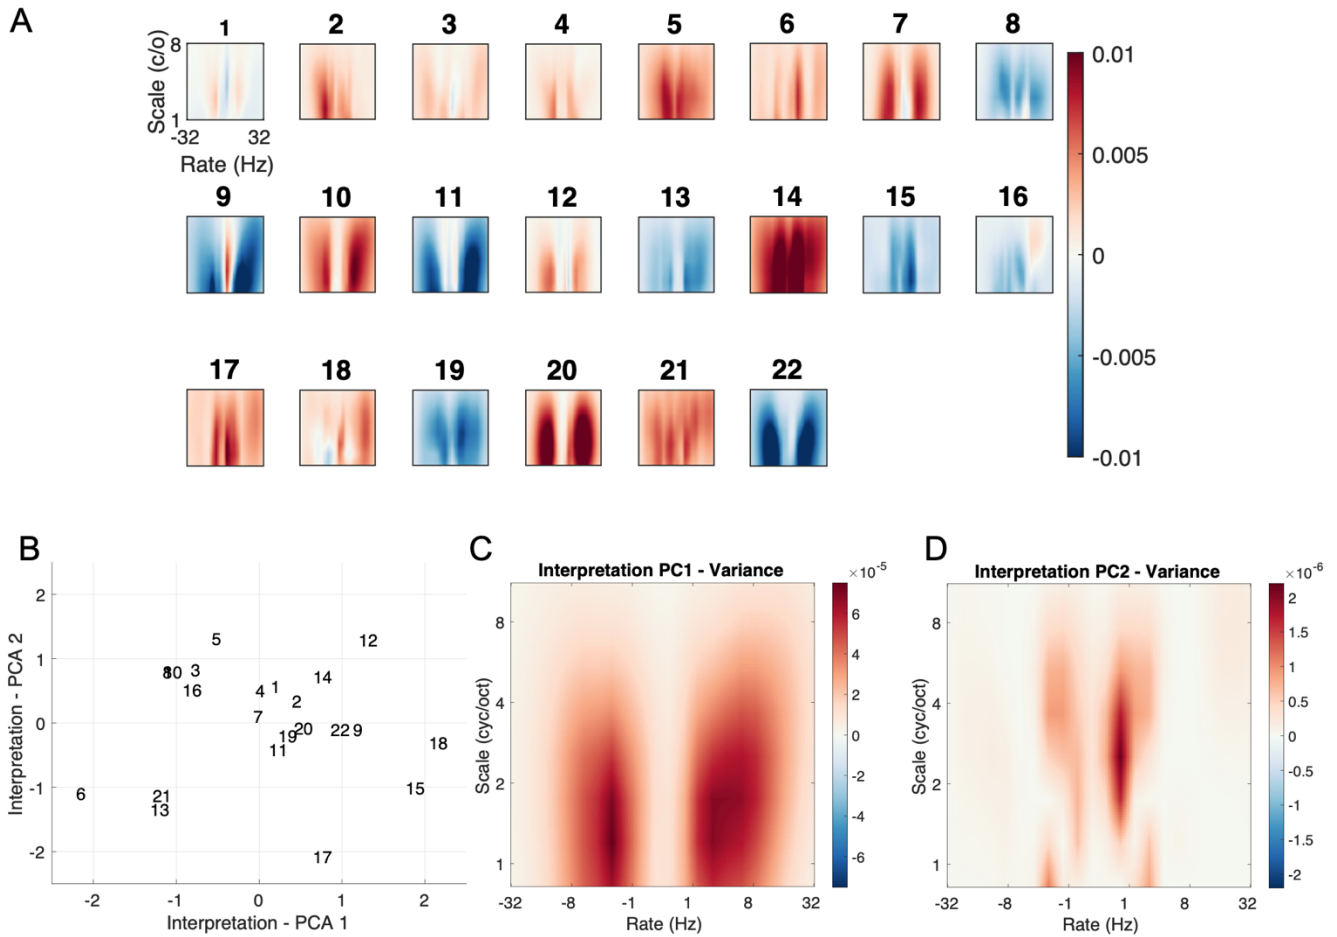 A
1 2 3 4 5 6 7 8
Scale (c/o)
8
1
-32 32
Rate (Hz)
0.01
0.005
0
-0.005
-0.01
9 10 11 12 13 14 15 16
17 18 19 20 21 22
B
Interpretation - PCA 2
2
1
0
-1
-2
5 12
10 3
16 4 1 14
2
7
19 20 22 9
11 18
6 21 15
13
17
-2 -1 0 1 2
Interpretation - PCA 1
C
Interpretation PC1 - Variance
×10⁻⁵
Scale (cyc/oct)
8
4
2
1
-32 -8 -1 1 8 32
Rate (Hz)
6
4
2
0
-2
-4
-6
D
Interpretation PC2 - Variance
×10⁻⁶
Scale (cyc/oct)
8
4
2
1
-32 -8 -1 1 8 32
Rate (Hz)
2
1.5
1
0.5
0
-0.5
-1
-1.5
-2